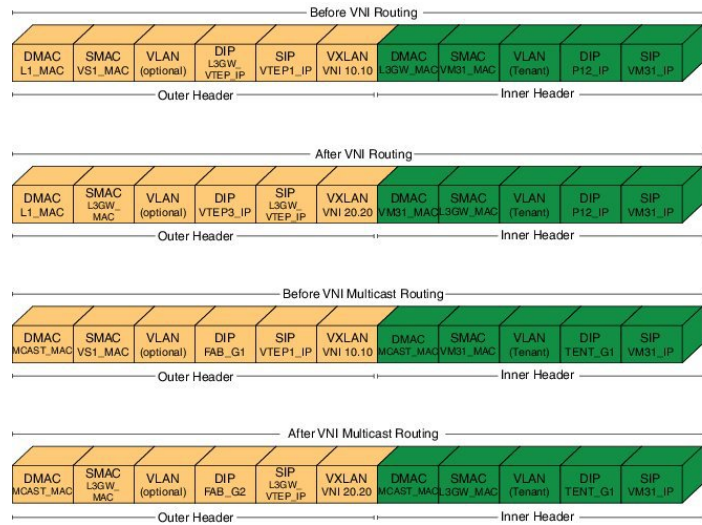 Before VNI Routing
DMAC SMAC VLAN DIP SIP VXLAN DMAC SMAC VLAN DIP SIP
L1_MAC VS1_MAC (optional) L3GW_ VTEP_IP VTEP1_IP VNI 10.10 L3GW_MAC VM31_MAC (Tenant) P12_IP VM31_IP
Outer Header Inner Header
After VNI Routing
DMAC SMAC VLAN DIP SIP VXLAN DMAC SMAC VLAN DIP SIP
L1_MAC L3GW_ MAC (optional) VTEP3_IP L3GW_ VTEP_IP VNI 20.20 VM31_MAC L3GW_MAC (Tenant) P12_IP VM31_IP
Outer Header Inner Header
Before VNI Multicast Routing
DMAC SMAC VLAN DIP SIP VXLAN DMAC SMAC VLAN DIP SIP
MCAST_MAC VS1_MAC (optional) FAB_G1 VTEP1_IP VNI 10.10 MCAST_MAC VM31_MAC (Tenant) TENT_G1 VM31_IP
Outer Header Inner Header
After VNI Multicast Routing
DMAC SMAC VLAN DIP SIP VXLAN DMAC SMAC VLAN DIP SIP
MCAST_MAC L3GW_ MAC (optional) FAB_G2 L3GW_ VTEP_IP VNI 20.20 MCAST_MAC L3GW_MAC (Tenant) TENT_G1 VM31_IP
Outer Header Inner Header